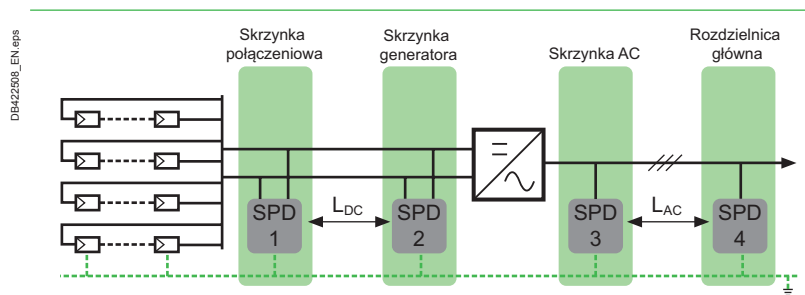 DB422608_EN.eps
Skrzynka
połączeniowa
Skrzynka
generatora
Skrzynka AC
Rozdzielnica
główna
SPD
1
LDC
SPD
2
SPD
3
LAC
SPD
4